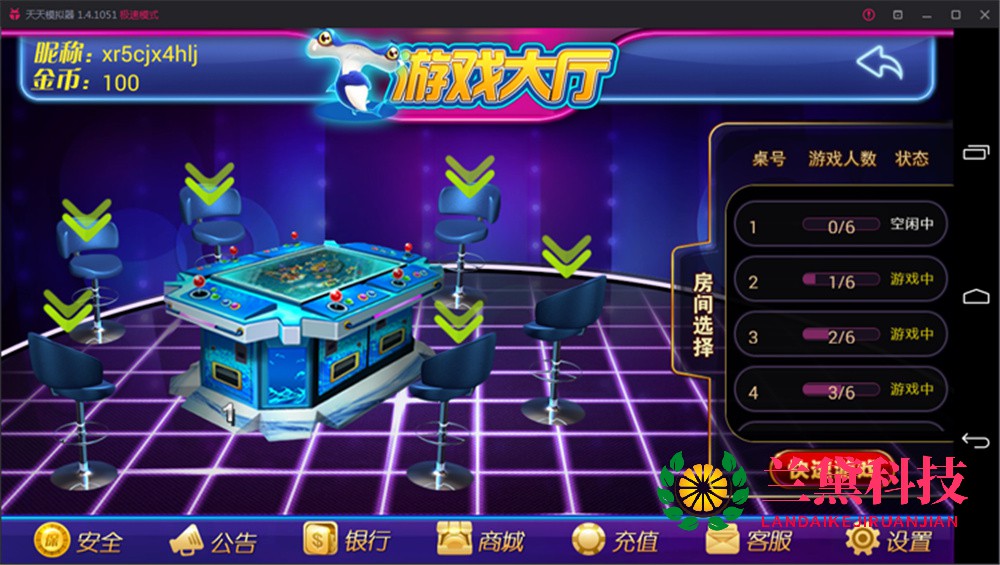 天天模拟器 1.4.1051 极速模式
昵称：xr5cjx4hlj
金币：100
游戏大厅
桌号 游戏人数 状态
1 0/6 空闲中
2 1/6 游戏中
3 2/6 游戏中
4 3/6 游戏中
房间选择
1
兰黛科技
LANDAIKEJIRUANJIAN
安全 公告 银行 商城 充值 客服 设置